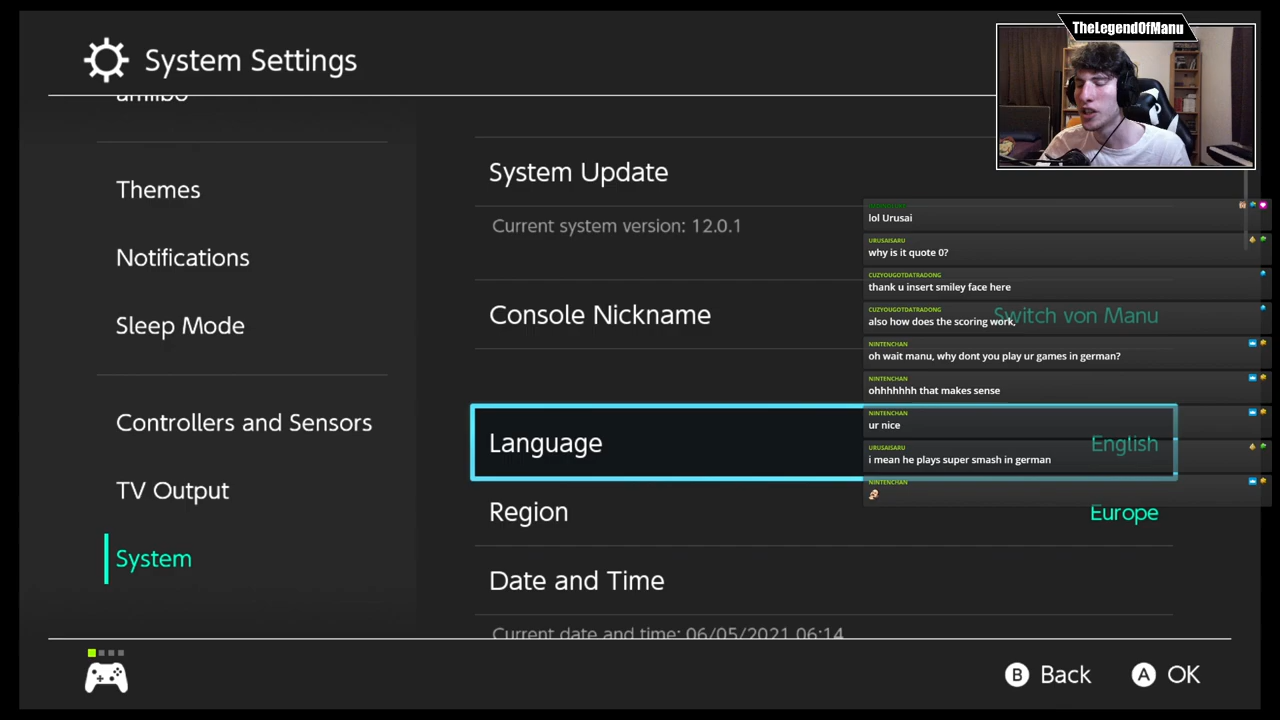 System Settings
TheLegendOfManu
amiibo
Themes
Notifications
Sleep Mode
Controllers and Sensors
TV Output
System
System Update
Current system version: 12.0.1
Console Nickname
Switch von Manu
Language
English
Region
Europe
Date and Time
Current date and time: 06/05/2021 06:14
lol Urusai
URUSAISARU
why is it quote 0?
CUZYOUGOTDATRADONG
thank u insert smiley face here
CUZYOUGOTDATRADONG
also how does the scoring work,
NINTENCHAN
oh wait manu, why dont you play ur games in german?
NINTENCHAN
ohhhhhhh that makes sense
NINTENCHAN
ur nice
URUSAISARU
i mean he plays super smash in german
NINTENCHAN
B Back
A OK